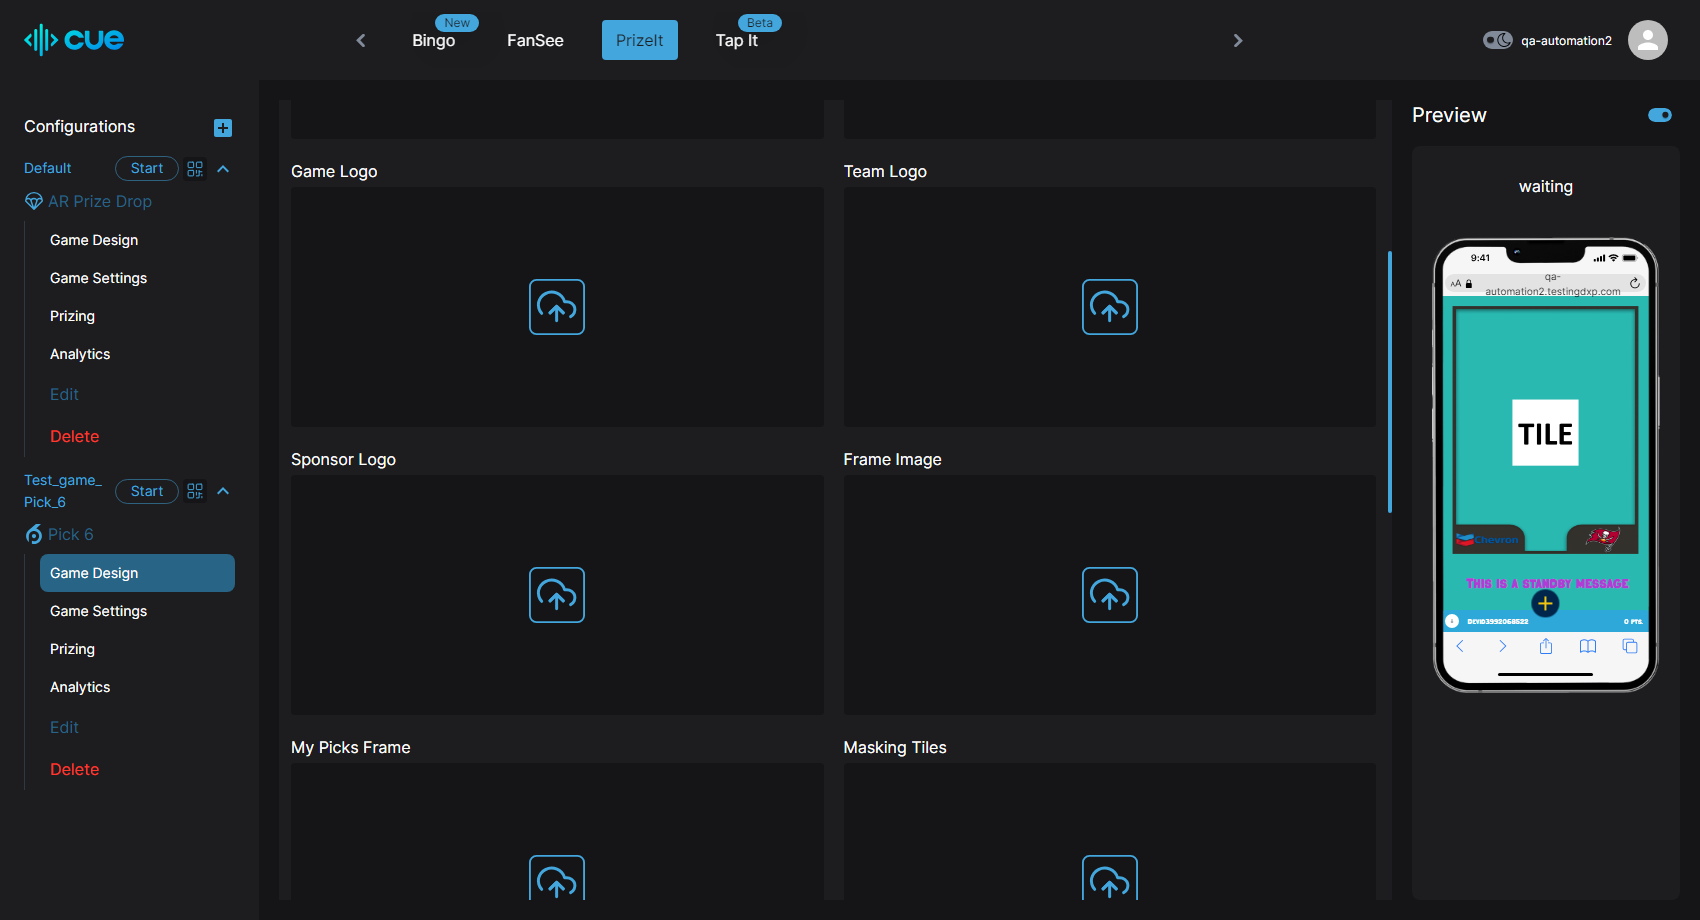 cue
New
Bingo
FanSee
PrizeIt
Beta
Tap It
qa-automation2
Configurations
Default
Start
AR Prize Drop
Game Design
Game Settings
Prizing
Analytics
Edit
Delete
Test_game_
Pick_6
Start
Pick 6
Game Design
Game Settings
Prizing
Analytics
Edit
Delete
Game Logo
Team Logo
Sponsor Logo
Frame Image
My Picks Frame
Masking Tiles
Preview
waiting
9:41
AA
qa-
automation2.testingdxp.com
TILE
Chevron
THIS IS A STANDBY MESSAGE
0 PTS.